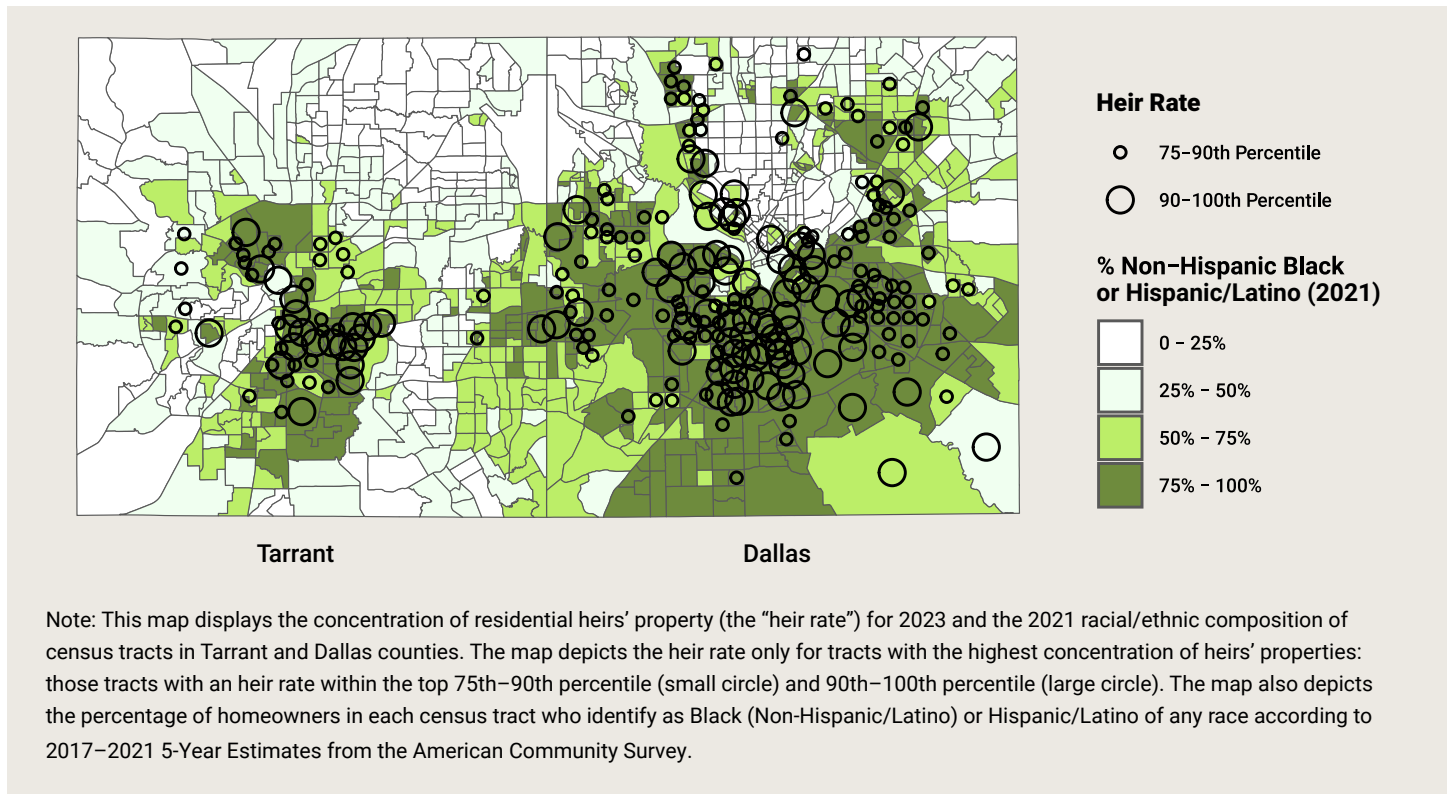 Heir Rate
75–90th Percentile
90–100th Percentile
% Non–Hispanic Black
or Hispanic/Latino (2021)
0 – 25%
25% – 50%
50% – 75%
75% – 100%
Tarrant
Dallas
Note: This map displays the concentration of residential heirs’ property (the “heir rate”) for 2023 and the 2021 racial/ethnic composition of
census tracts in Tarrant and Dallas counties. The map depicts the heir rate only for tracts with the highest concentration of heirs’ properties:
those tracts with an heir rate within the top 75th–90th percentile (small circle) and 90th–100th percentile (large circle). The map also depicts
the percentage of homeowners in each census tract who identify as Black (Non-Hispanic/Latino) or Hispanic/Latino of any race according to
2017–2021 5-Year Estimates from the American Community Survey.